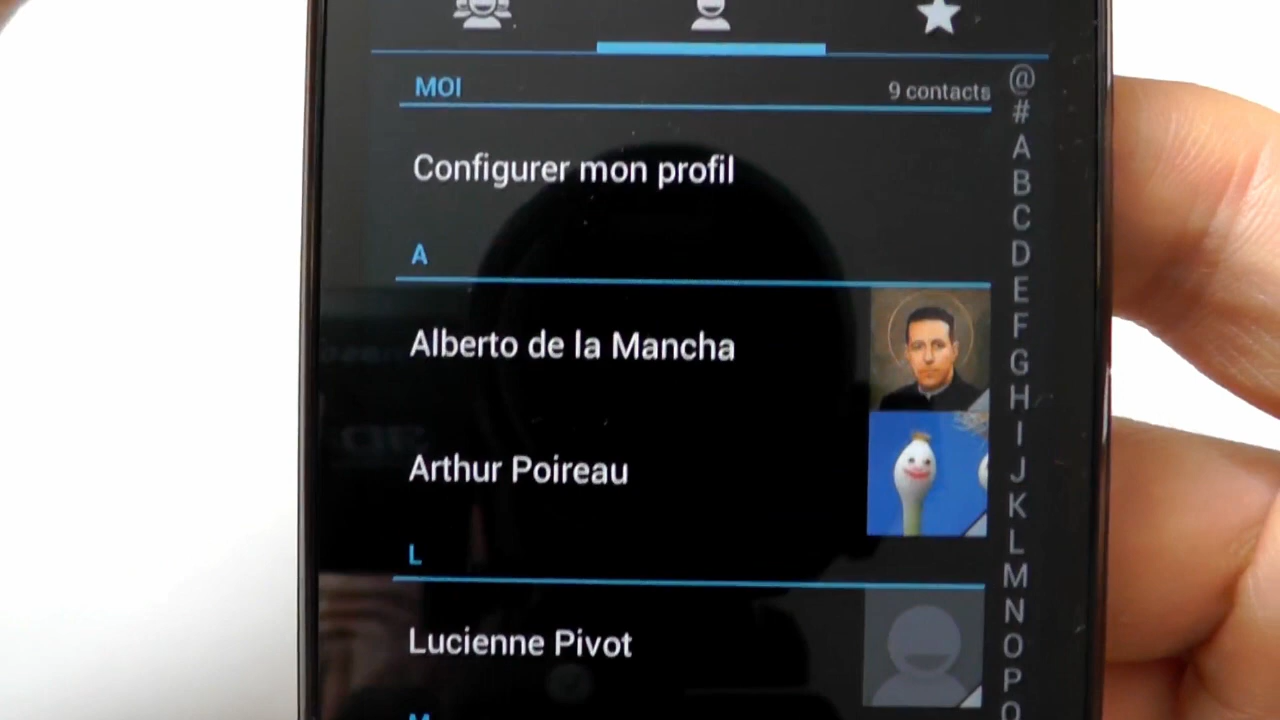 MOI 9 contacts
Configurer mon profil
A
Alberto de la Mancha
Arthur Poireau
L
Lucienne Pivot
@
#
A
B
C
D
E
F
G
H
I
J
K
L
M
N
O
P